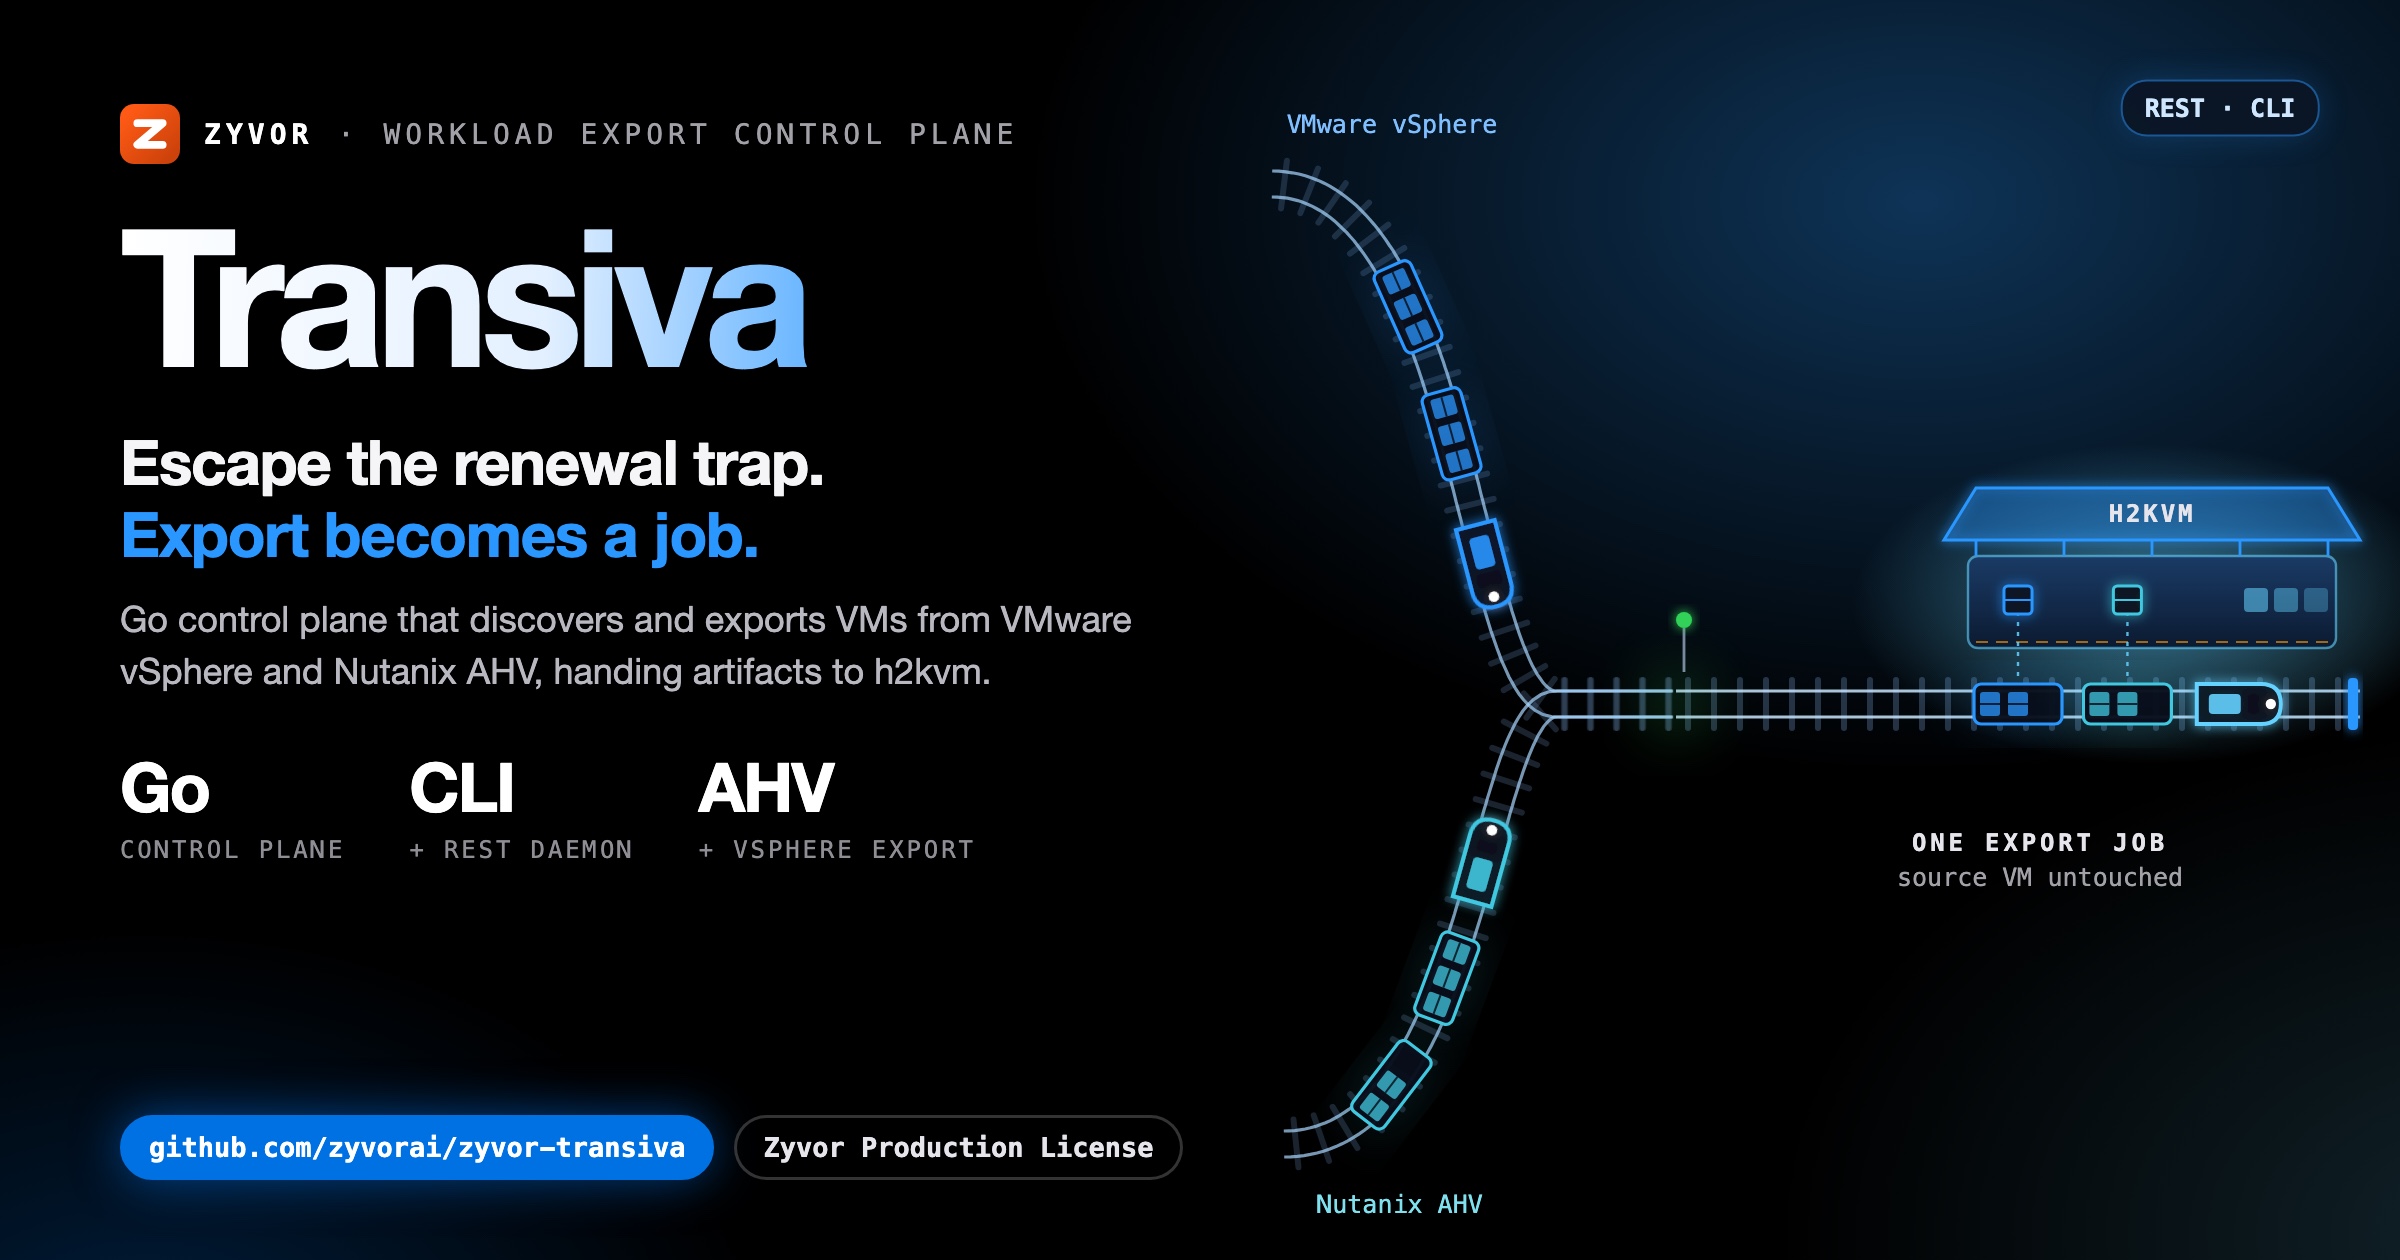 ZYVOR · WORKLOAD EXPORT CONTROL PLANE
Transiva
Escape the renewal trap.
Export becomes a job.
Go control plane that discovers and exports VMs from VMware
vSphere and Nutanix AHV, handing artifacts to h2kvm.
Go
CONTROL PLANE
CLI
+ REST DAEMON
AHV
+ VSPHERE EXPORT
github.com/zyvorai/zyvor-transiva
Zyvor Production License
VMware vSphere
REST · CLI
H2KVM
ONE EXPORT JOB
source VM untouched
Nutanix AHV